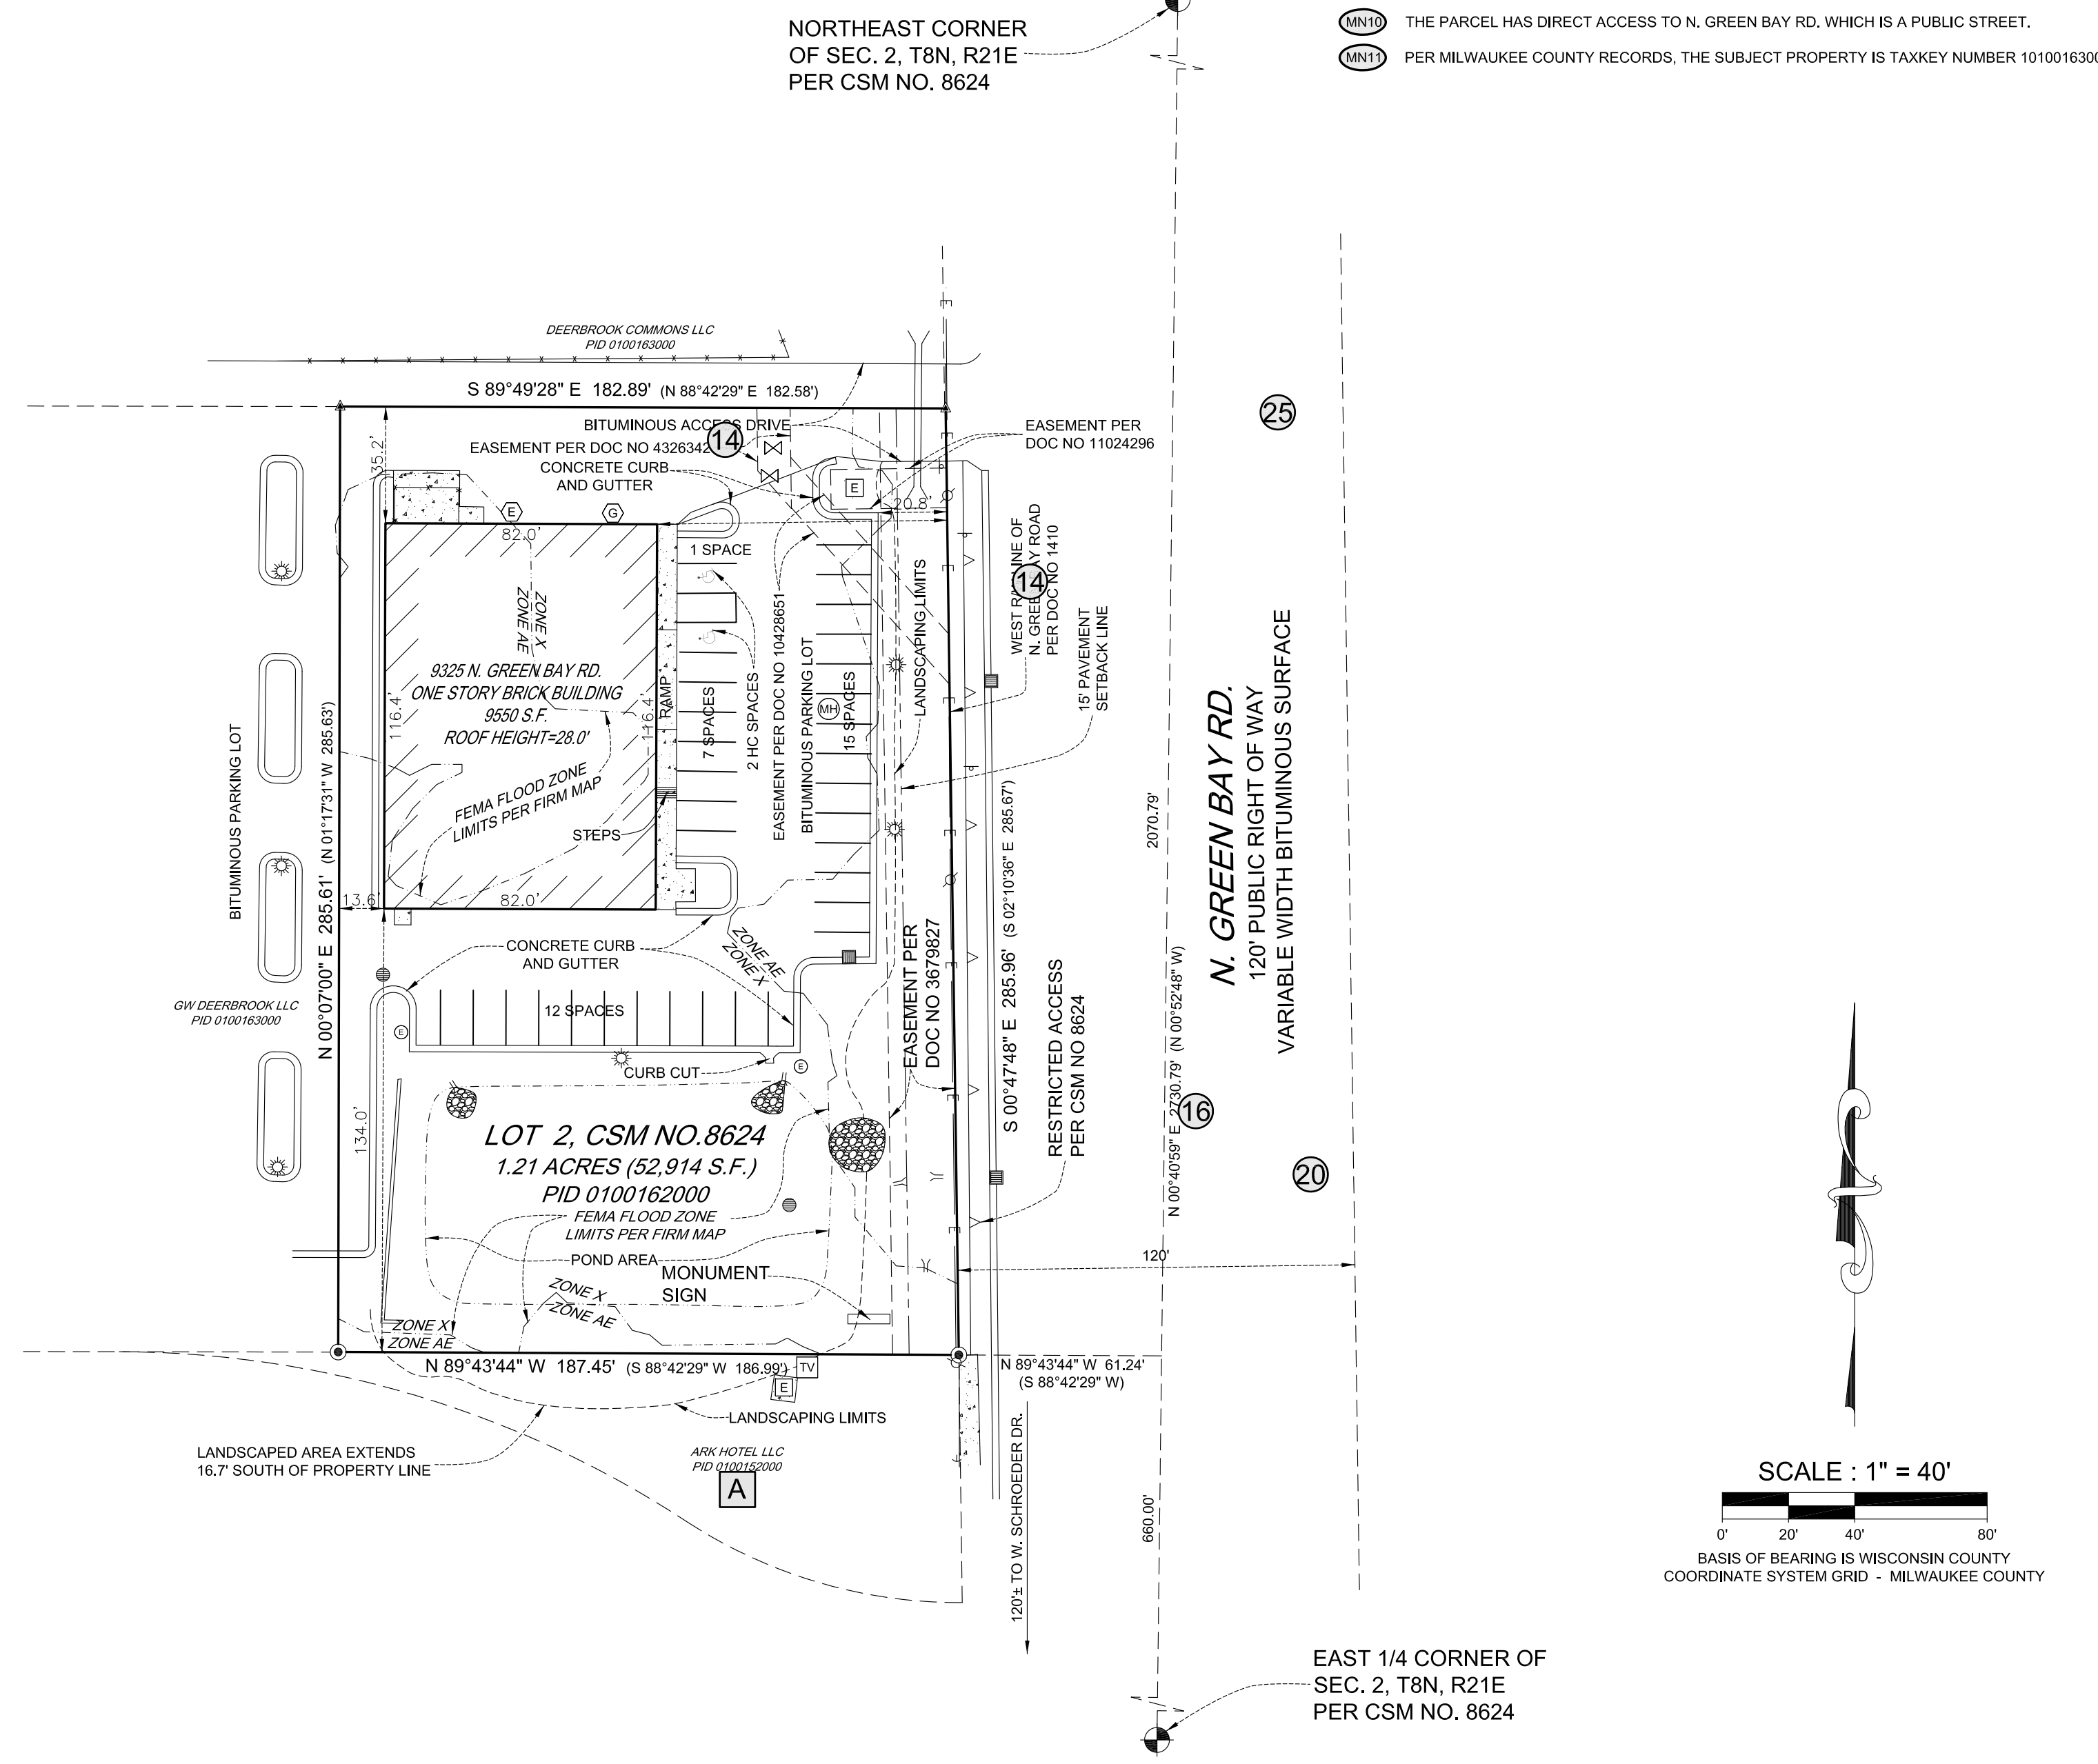 NORTHEAST CORNER
OF SEC. 2, T8N, R21E
PER CSM NO. 8624
MN10 THE PARCEL HAS DIRECT ACCESS TO N. GREEN BAY RD. WHICH IS A PUBLIC STREET.
MN11 PER MILWAUKEE COUNTY RECORDS, THE SUBJECT PROPERTY IS TAXKEY NUMBER 101001630
DEERBROOK COMMONS LLC
PID 0100163000
S 89°49'28" E 182.89' (N 88°42'29" E 182.58')
BITUMINOUS ACCESS DRIVE
EASEMENT PER DOC NO 4326342
14
CONCRETE CURB
AND GUTTER
EASEMENT PER
DOC NO 11024296
25
35.2'
E
G
E
20.8'
82.0'
1 SPACE
ZONE X
ZONE AE
9325 N. GREEN BAY RD.
ONE STORY BRICK BUILDING
9550 S.F.
ROOF HEIGHT=28.0'
116.4'
116.4'
RAMP
7 SPACES
2 HC SPACES
EASEMENT PER DOC NO 10428651
BITUMINOUS PARKING LOT
MH
15 SPACES
LANDSCAPING LIMITS
WEST R/W LINE OF
N. GREEN BAY ROAD
PER DOC NO 1410
14
15' PAVEMENT
SETBACK LINE
FEMA FLOOD ZONE
LIMITS PER FIRM MAP
STEPS
13.6'
82.0'
BITUMINOUS PARKING LOT
N 00°07'00" E 285.61' (N 01°17'31" W 285.63')
GW DEERBROOK LLC
PID 0100163000
CONCRETE CURB
AND GUTTER
ZONE AE
ZONE X
12 SPACES
E
E
CURB CUT
EASEMENT PER
DOC NO 3679827
S 00°47'48" E 285.96' (S 02°10'36" E 285.67')
RESTRICTED ACCESS
PER CSM NO 8624
2070.79'
N 00°40'59" E 2730.79' (N 00°52'48" W)
16
20
N. GREEN BAY RD.
120' PUBLIC RIGHT OF WAY
VARIABLE WIDTH BITUMINOUS SURFACE
134.0'
LOT 2, CSM NO.8624
1.21 ACRES (52,914 S.F.)
PID 0100162000
FEMA FLOOD ZONE
LIMITS PER FIRM MAP
POND AREA
MONUMENT
SIGN
ZONE X
ZONE AE
ZONE X
ZONE AE
120'
N 89°43'44" W 187.45' (S 88°42'29" W 186.99')
TV
E
N 89°43'44" W 61.24'
(S 88°42'29" W)
LANDSCAPING LIMITS
LANDSCAPED AREA EXTENDS
16.7' SOUTH OF PROPERTY LINE
ARK HOTEL LLC
PID 0100152000
A
120'± TO W. SCHROEDER DR.
660.00'
SCALE : 1" = 40'
0' 20' 40' 80'
BASIS OF BEARING IS WISCONSIN COUNTY
COORDINATE SYSTEM GRID - MILWAUKEE COUNTY
EAST 1/4 CORNER OF
SEC. 2, T8N, R21E
PER CSM NO. 8624